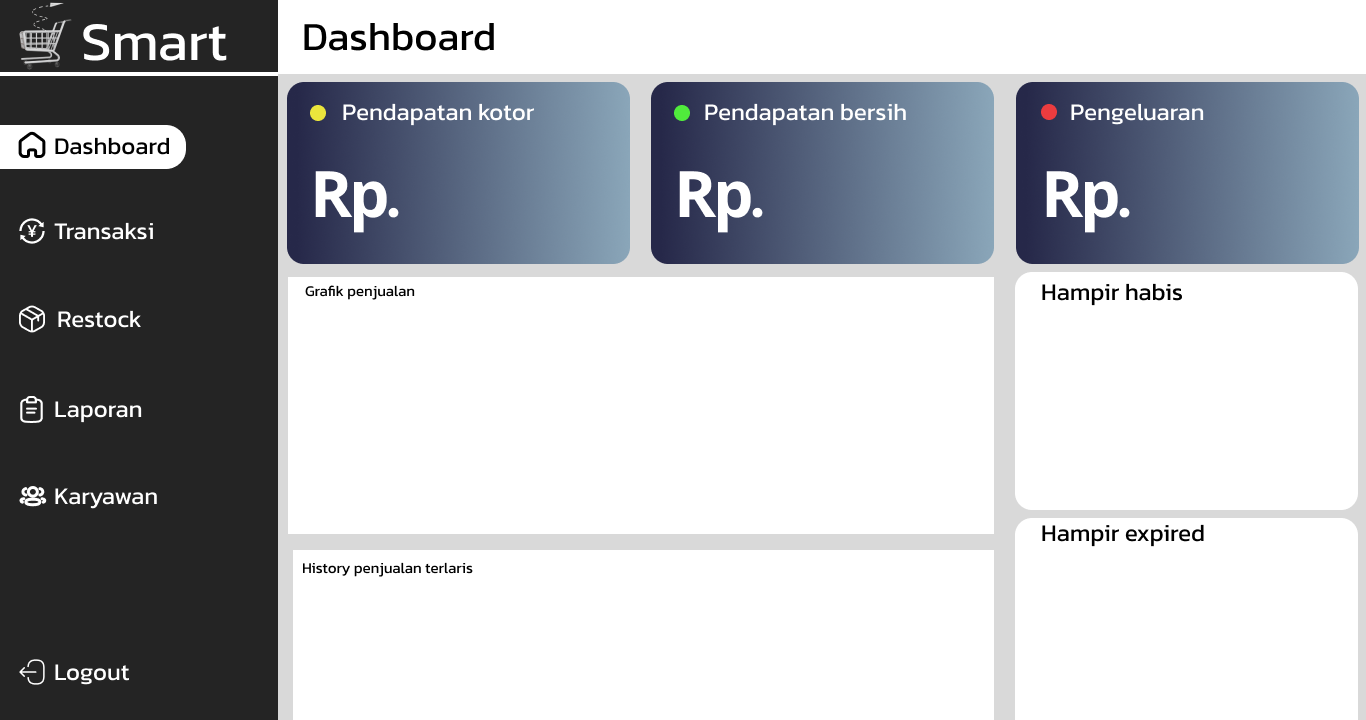 Smart
Dashboard
Transaksi
Restock
Laporan
Karyawan
Logout
Dashboard
Pendapatan kotor
Rp.
Pendapatan bersih
Rp.
Pengeluaran
Rp.
Grafik penjualan
Hampir habis
History penjualan terlaris
Hampir expired